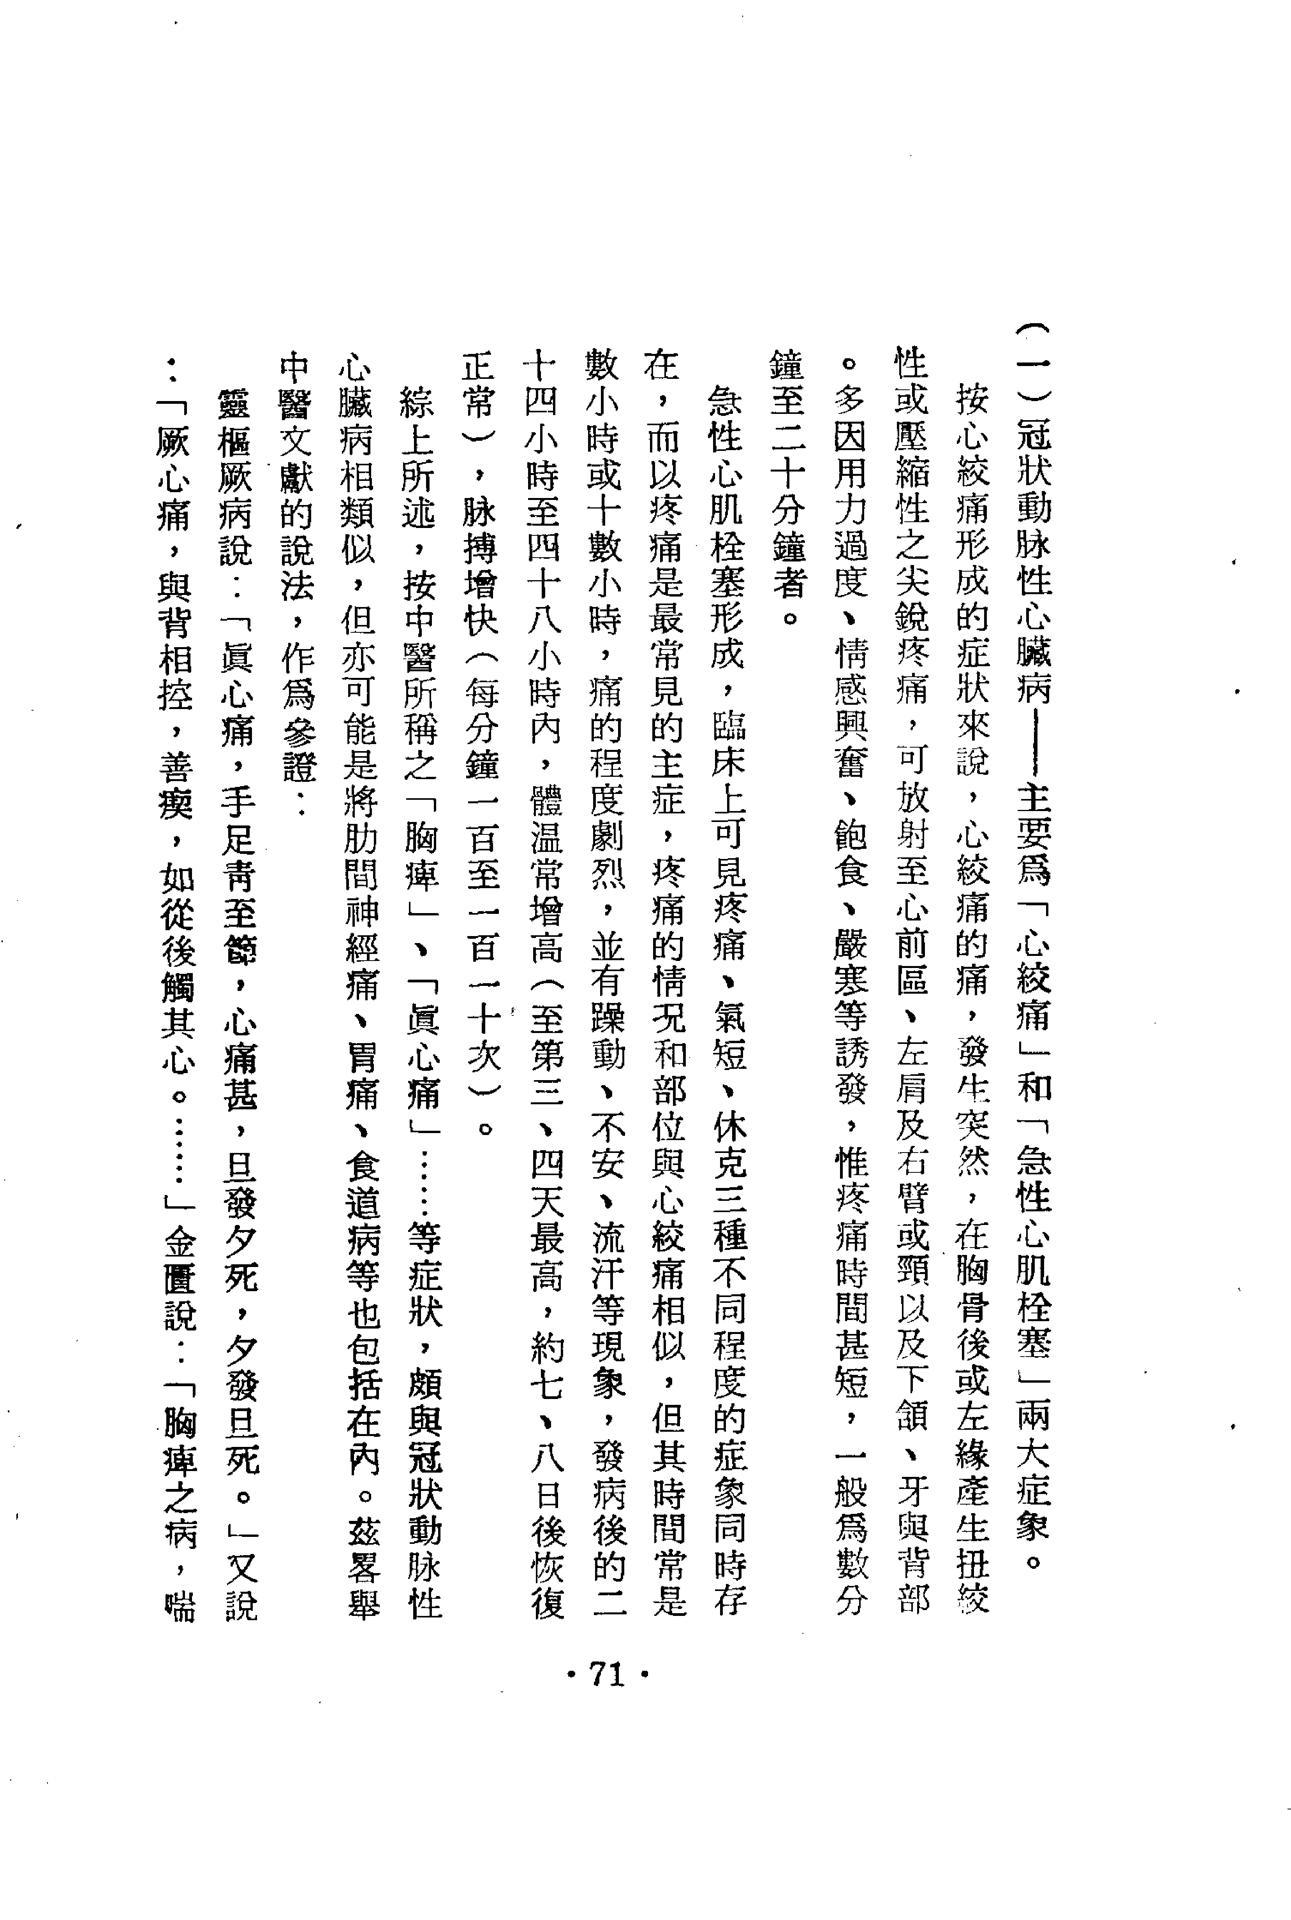 （一）冠狀動脉性心臟病——主要爲「心絞痛」和「急性心肌栓塞」兩大症象。
按心絞痛形成的症狀來說，心絞痛的痛，發生突然，在胸骨後或左緣產生扭絞
性或壓縮性之尖銳疼痛，可放射至心前區、左肩及右臂或頸以及下頷、牙與背部
。多因用力過度、情感興奮、飽食、嚴寒等誘發，惟疼痛時間甚短，一般爲數分
鐘至二十分鐘者。
急性心肌栓塞形成，臨床上可見疼痛、氣短、休克三種不同程度的症象同時存
在，而以疼痛是最常見的主症，疼痛的情況和部位與心絞痛相似，但其時間常是
數小時或十數小時，痛的程度劇烈，並有躁動、不安、流汗等現象，發病後的二
十四小時至四十八小時內，體温常增高（至第三、四天最高，約七、八日後恢復
正常），脉搏增快（每分鐘一百至一百一十次）。
綜上所述，按中醫所稱之「胸痺」、「眞心痛」……等症狀，頗與冠狀動脉性
心臟病相類似，但亦可能是將肋間神經痛、胃痛、食道病等也包括在內。茲畧舉
中醫文獻的說法，作爲參證：
靈樞厥病說：「眞心痛，手足靑至節，心痛甚，旦發夕死，夕發旦死。」又說
：「厥心痛，與背相控，善瘈，如從後觸其心。……」金匱說：「胸痺之病，喘
・71・